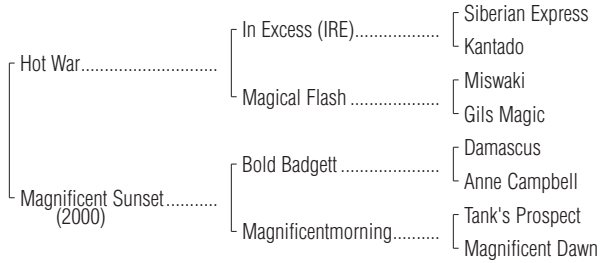 Siberian Express
In Excess (IRE)..................
Kantado
Hot War............................
Miswaki
Magical Flash ...................
Gils Magic
Damascus
Bold Badgett ....................
Anne Campbell
Magnificent Sunset...........
(2000)
Tank's Prospect
Magnificentmorning..........
Magnificent Dawn